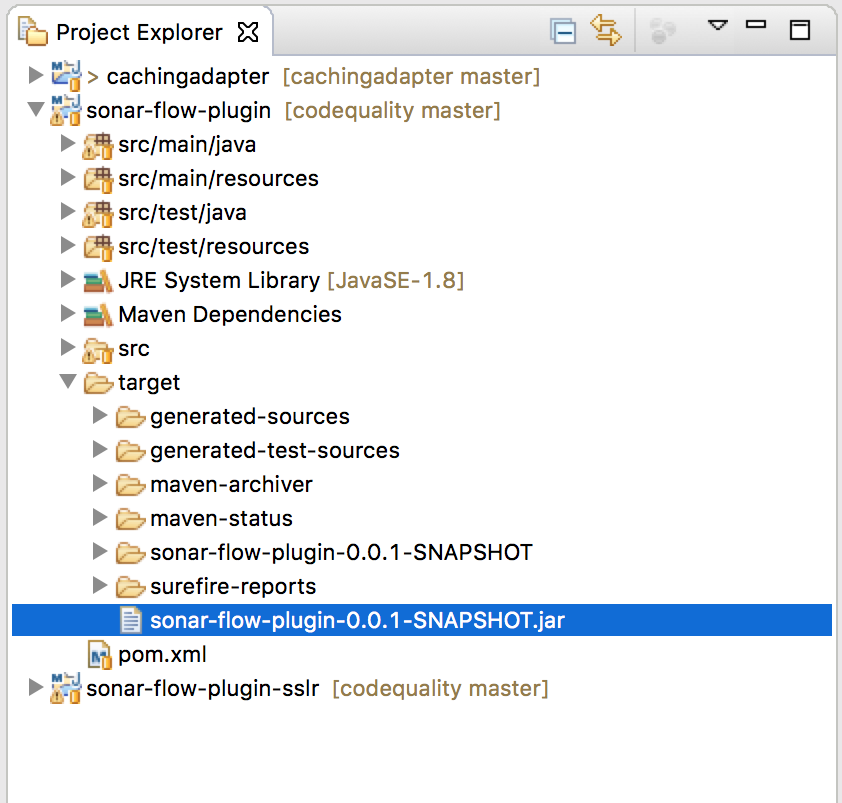 Project Explorer
> cachingadapter [cachingadapter master]
sonar-flow-plugin [codequality master]
src/main/java
src/main/resources
src/test/java
src/test/resources
JRE System Library [JavaSE-1.8]
Maven Dependencies
src
target
generated-sources
generated-test-sources
maven-archiver
maven-status
sonar-flow-plugin-0.0.1-SNAPSHOT
surefire-reports
sonar-flow-plugin-0.0.1-SNAPSHOT.jar
pom.xml
sonar-flow-plugin-sslr [codequality master]